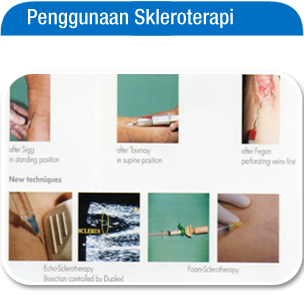 Penggunaan Skleroterapi
after Sigg
in standing position
after Tournay
in supine position
after Fegan
perforating veins first
New techniques
SCLERUS
Echo-Sclerotherapy
(Injection controlled by Duplex)
Foam-Sclerotherapy